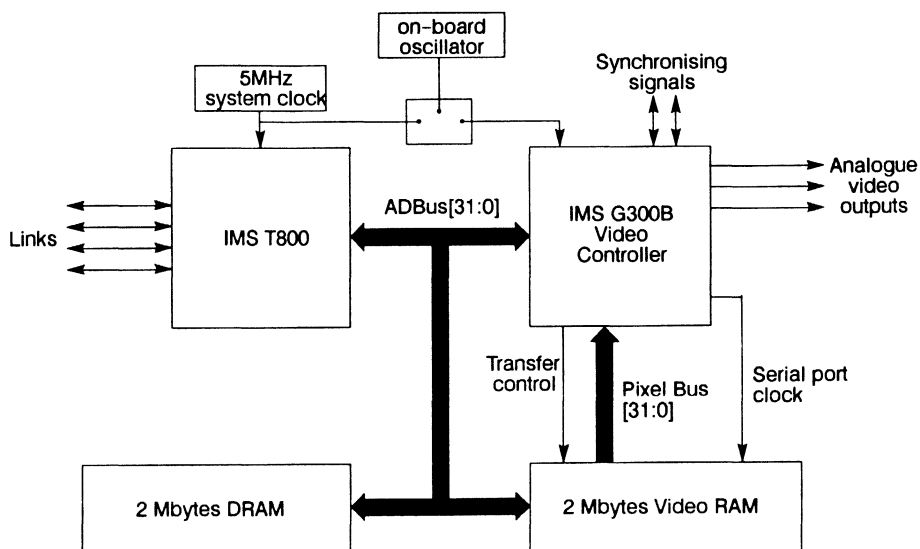 on-board
oscillator
5MHz
system clock
Synchronising
signals
Links
IMS T800
ADBus[31:0]
IMS G300B
Video
Controller
Analogue
video
outputs
Transfer
control
Pixel Bus
[31:0]
Serial port
clock
2 Mbytes DRAM
2 Mbytes Video RAM